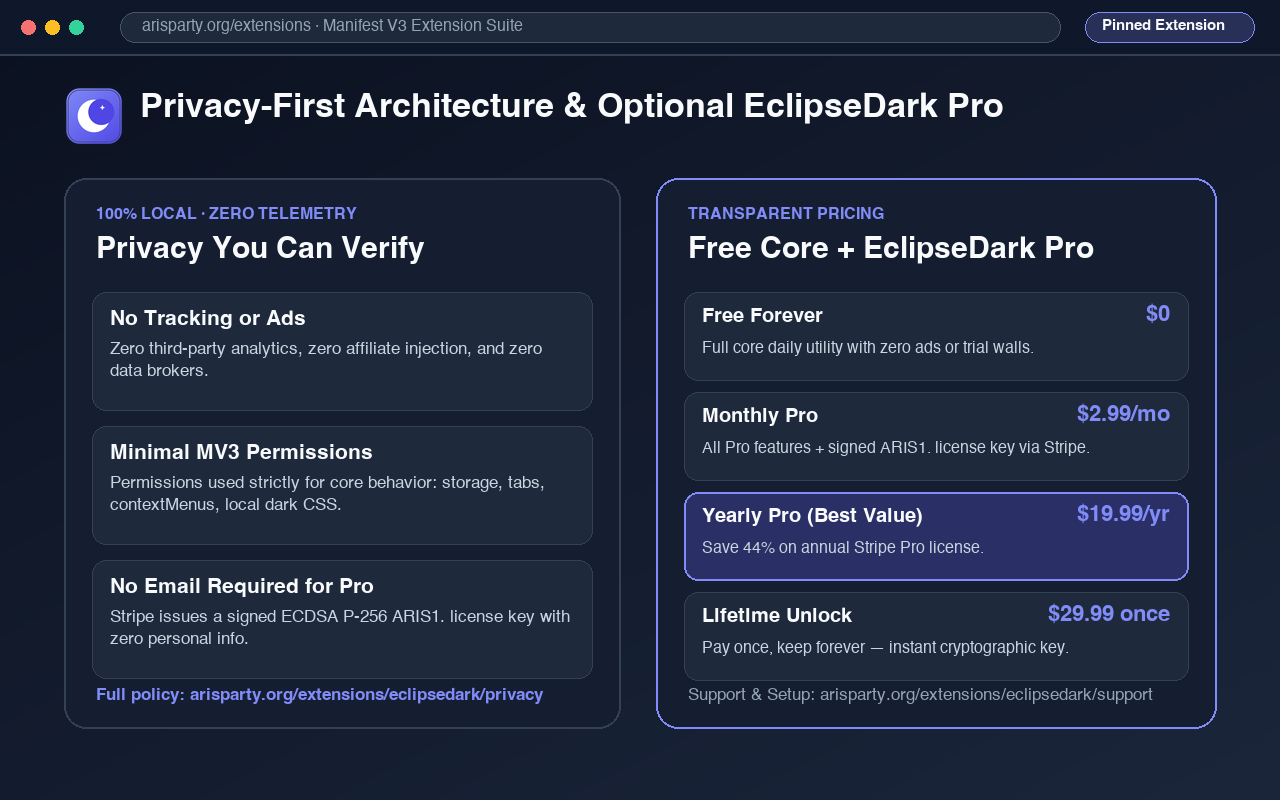 arisparty.org/extensions · Manifest V3 Extension Suite
Pinned Extension
Privacy-First Architecture & Optional EclipseDark Pro
100% LOCAL · ZERO TELEMETRY
Privacy You Can Verify
No Tracking or Ads
Zero third-party analytics, zero affiliate injection, and zero
data brokers.
Minimal MV3 Permissions
Permissions used strictly for core behavior: storage, tabs,
contextMenus, local dark CSS.
No Email Required for Pro
Stripe issues a signed ECDSA P-256 ARIS1. license key with
zero personal info.
Full policy: arisparty.org/extensions/eclipsedark/privacy
TRANSPARENT PRICING
Free Core + EclipseDark Pro
Free Forever
$0
Full core daily utility with zero ads or trial walls.
Monthly Pro
$2.99/mo
All Pro features + signed ARIS1. license key via Stripe.
Yearly Pro (Best Value)
$19.99/yr
Save 44% on annual Stripe Pro license.
Lifetime Unlock
$29.99 once
Pay once, keep forever — instant cryptographic key.
Support & Setup: arisparty.org/extensions/eclipsedark/support